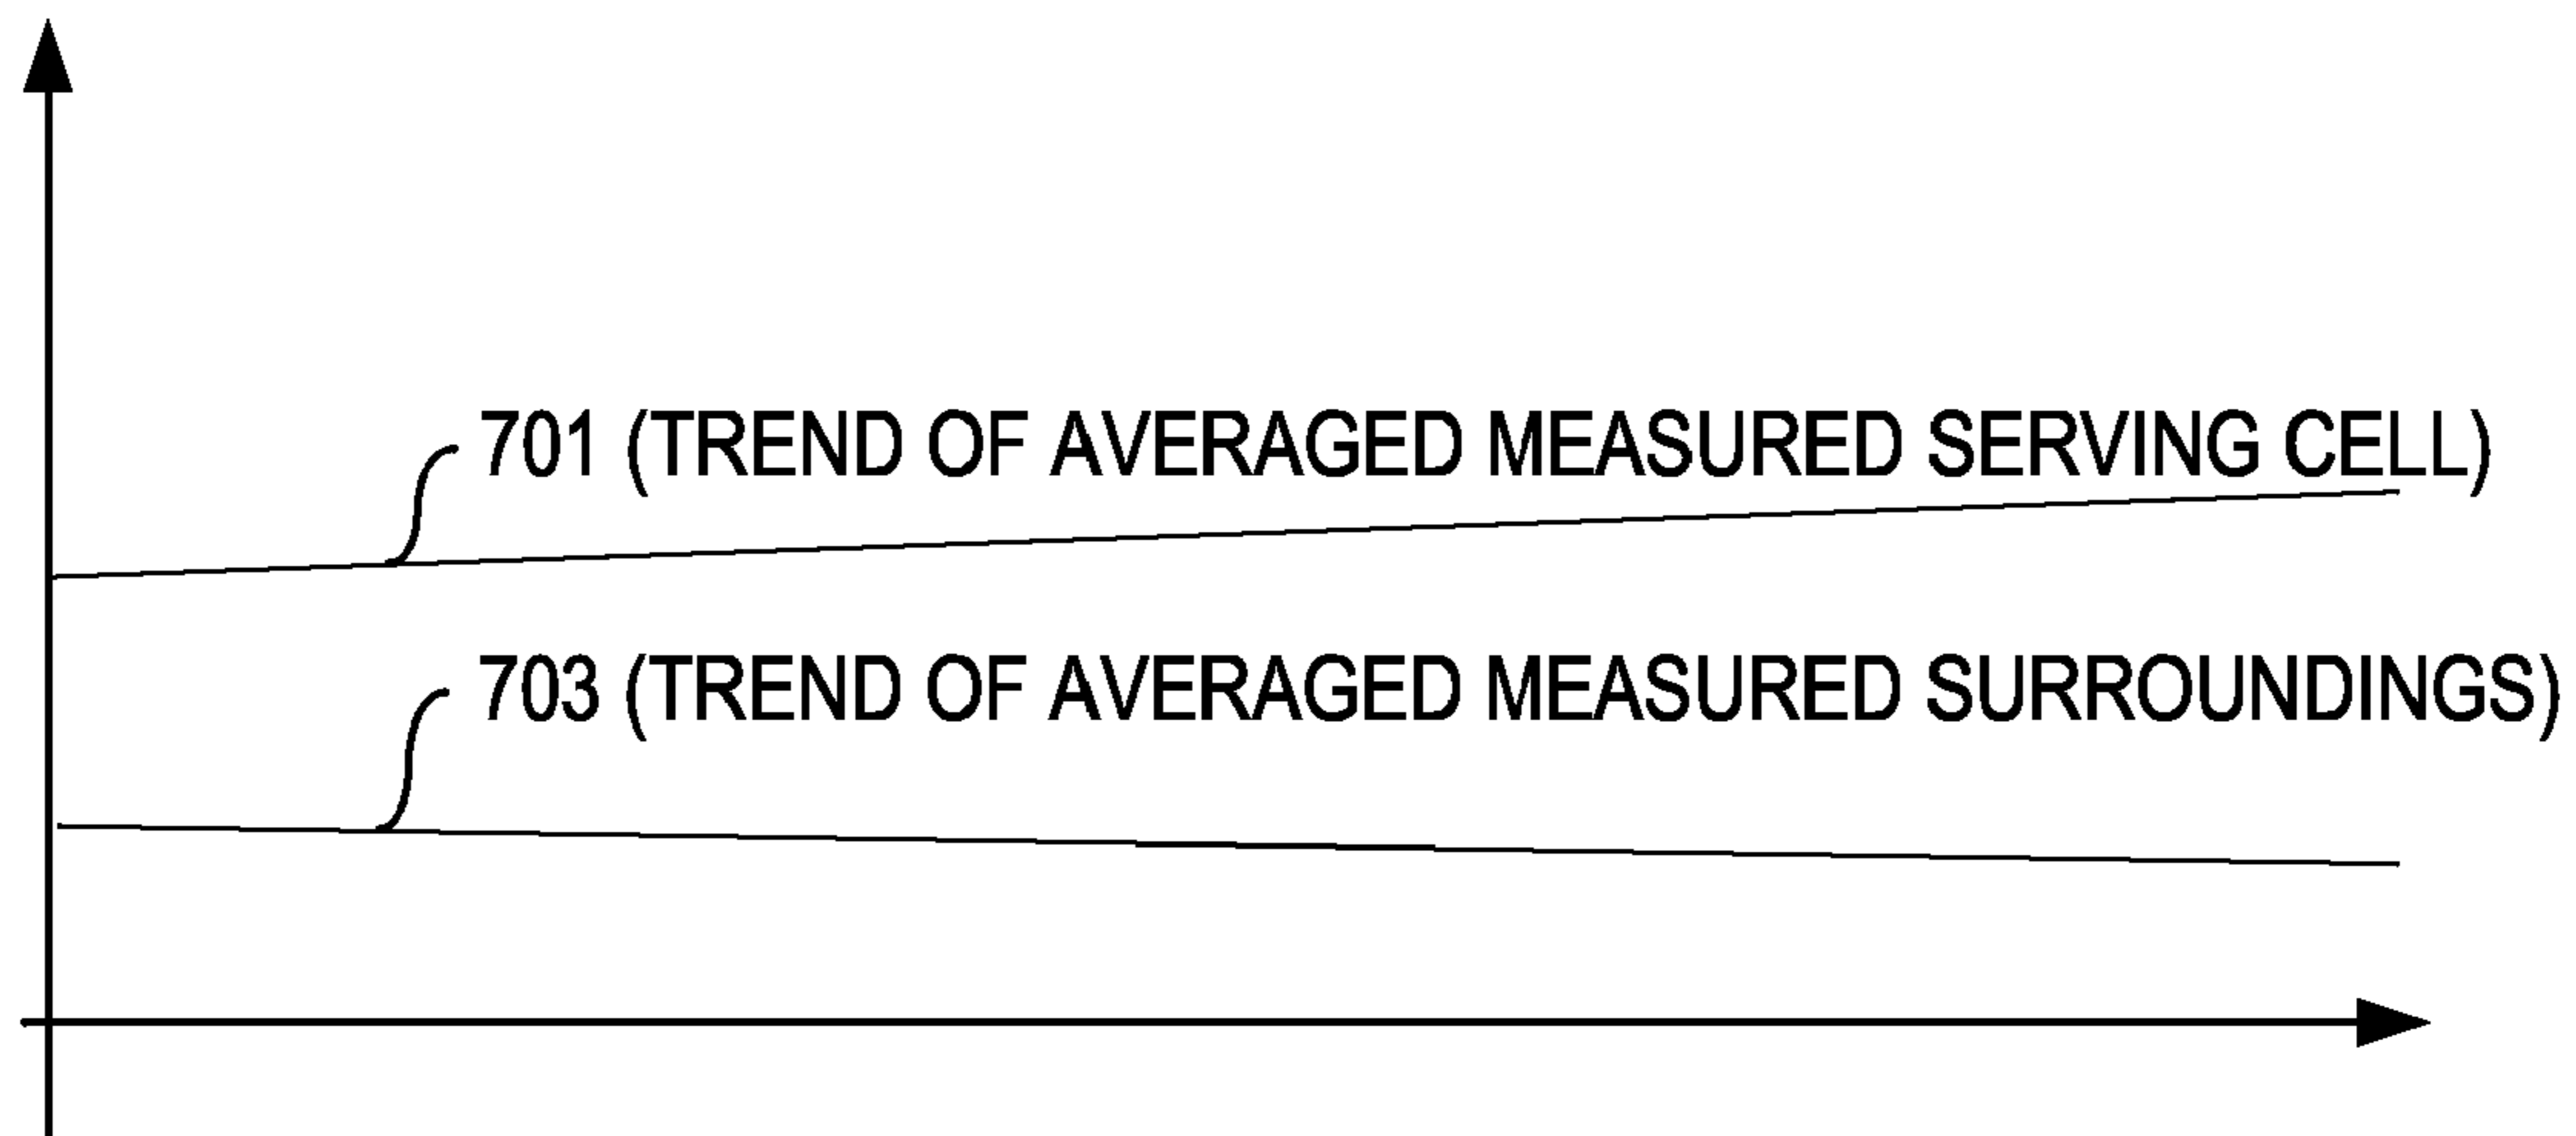 701 (TREND OF AVERAGED MEASURED SERVING CELL)
703 (TREND OF AVERAGED MEASURED SURROUNDINGS)